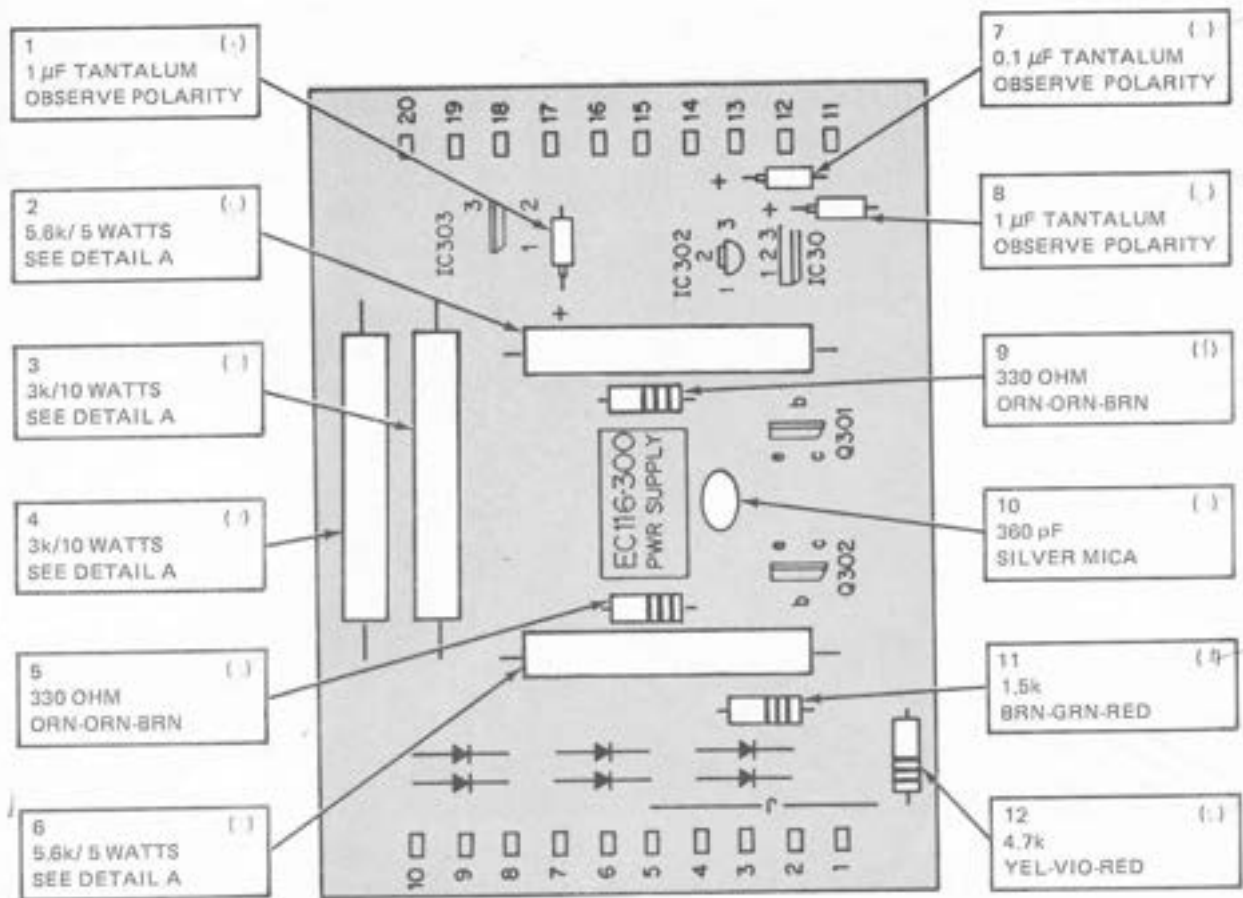 1 ( )
1 µF TANTALUM
OBSERVE POLARITY
2 ( )
5.6k/ 5 WATTS
SEE DETAIL A
3 ( )
3k/10 WATTS
SEE DETAIL A
4 ( )
3k/10 WATTS
SEE DETAIL A
5 ( )
330 OHM
ORN-ORN-BRN
6 ( )
5.6k/ 5 WATTS
SEE DETAIL A
20 19 18 17 16 15 14 13 12 11
IC303
3
1 2
+
IC302
1 2 3
+
+
1 2 3
IC30
b
e c
Q301
EC116-300
PWR SUPPLY
e c
b
Q302
J
10 9 8 7 6 5 4 3 2 1
7 ( )
0.1 µF TANTALUM
OBSERVE POLARITY
8 ( )
1 µF TANTALUM
OBSERVE POLARITY
9 ( )
330 OHM
ORN-ORN-BRN
10 ( )
360 pF
SILVER MICA
11 ( )
1.5k
BRN-GRN-RED
12 ( )
4.7k
YEL-VIO-RED